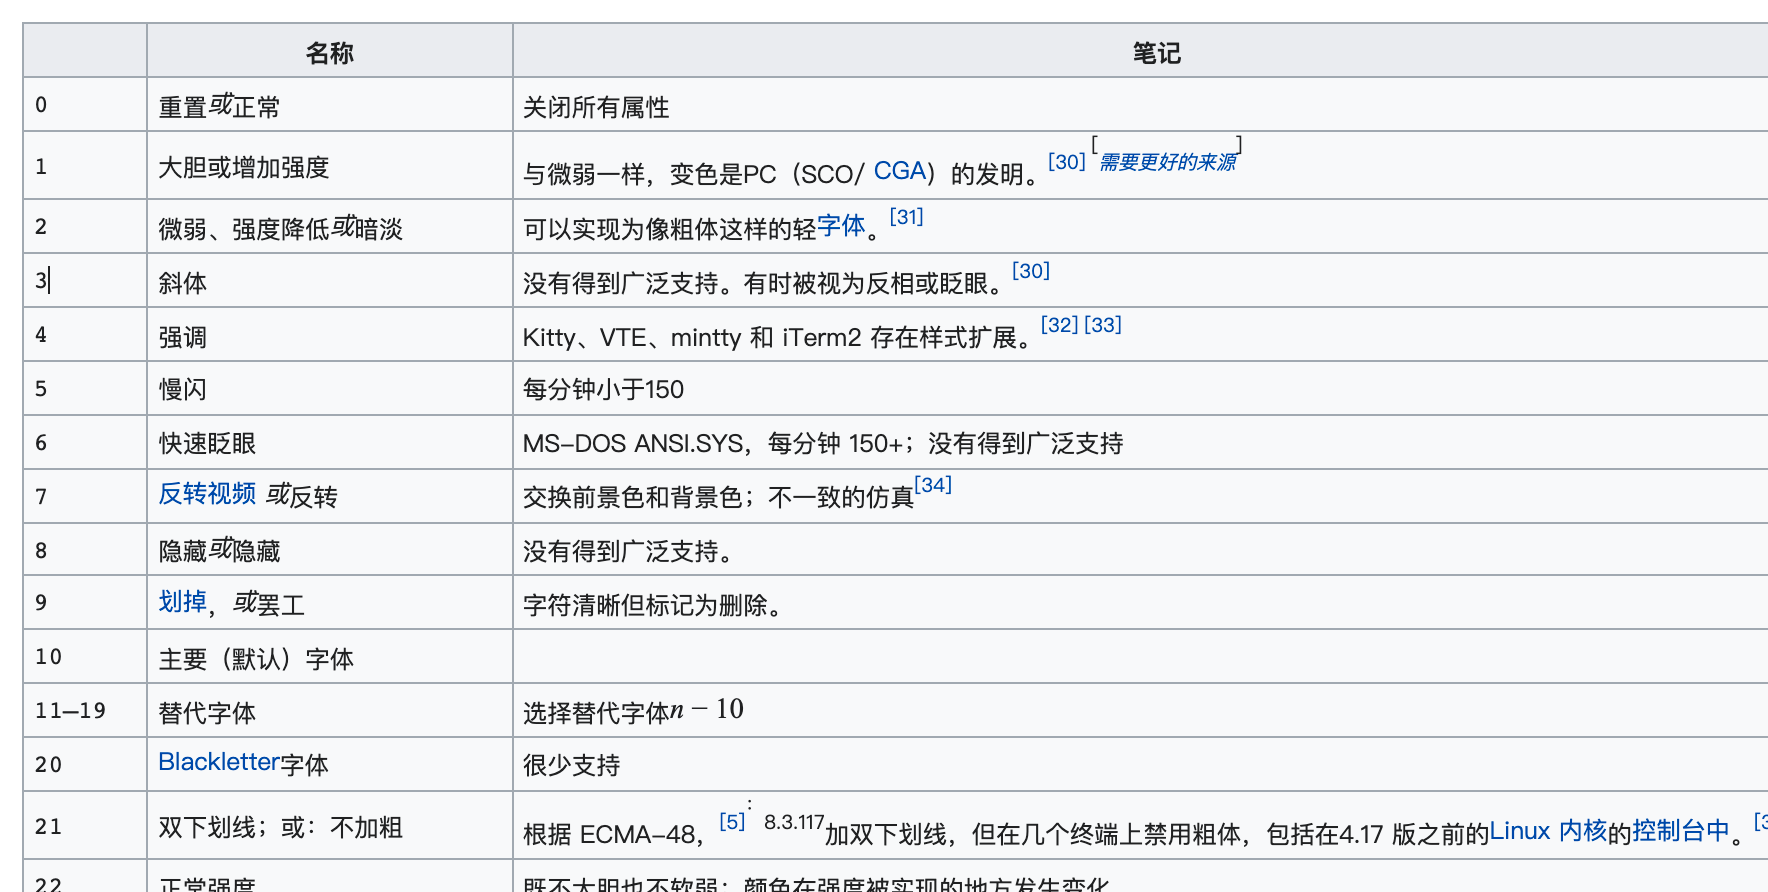 名称 笔记
0 重置或正常 关闭所有属性
1 大胆或增加强度 与微弱一样，变色是PC（SCO/ CGA）的发明。[30] [需要更好的来源]
2 微弱、强度降低或暗淡 可以实现为像粗体这样的轻字体。[31]
3 斜体 没有得到广泛支持。有时被视为反相或眨眼。[30]
4 强调 Kitty、VTE、mintty 和 iTerm2 存在样式扩展。[32] [33]
5 慢闪 每分钟小于150
6 快速眨眼 MS-DOS ANSI.SYS，每分钟 150+；没有得到广泛支持
7 反转视频 或反转 交换前景色和背景色；不一致的仿真[34]
8 隐藏或隐藏 没有得到广泛支持。
9 划掉，或罢工 字符清晰但标记为删除。
10 主要（默认）字体
11—19 替代字体 选择替代字体n − 10
20 Blackletter字体 很少支持
21 双下划线；或：不加粗 根据 ECMA-48，[5]: 8.3.117加双下划线，但在几个终端上禁用粗体，包括在4.17 版之前的Linux 内核的控制台中。
22 正常强度 既不大胆也不软弱；颜色在强度被实现的地方发生变化